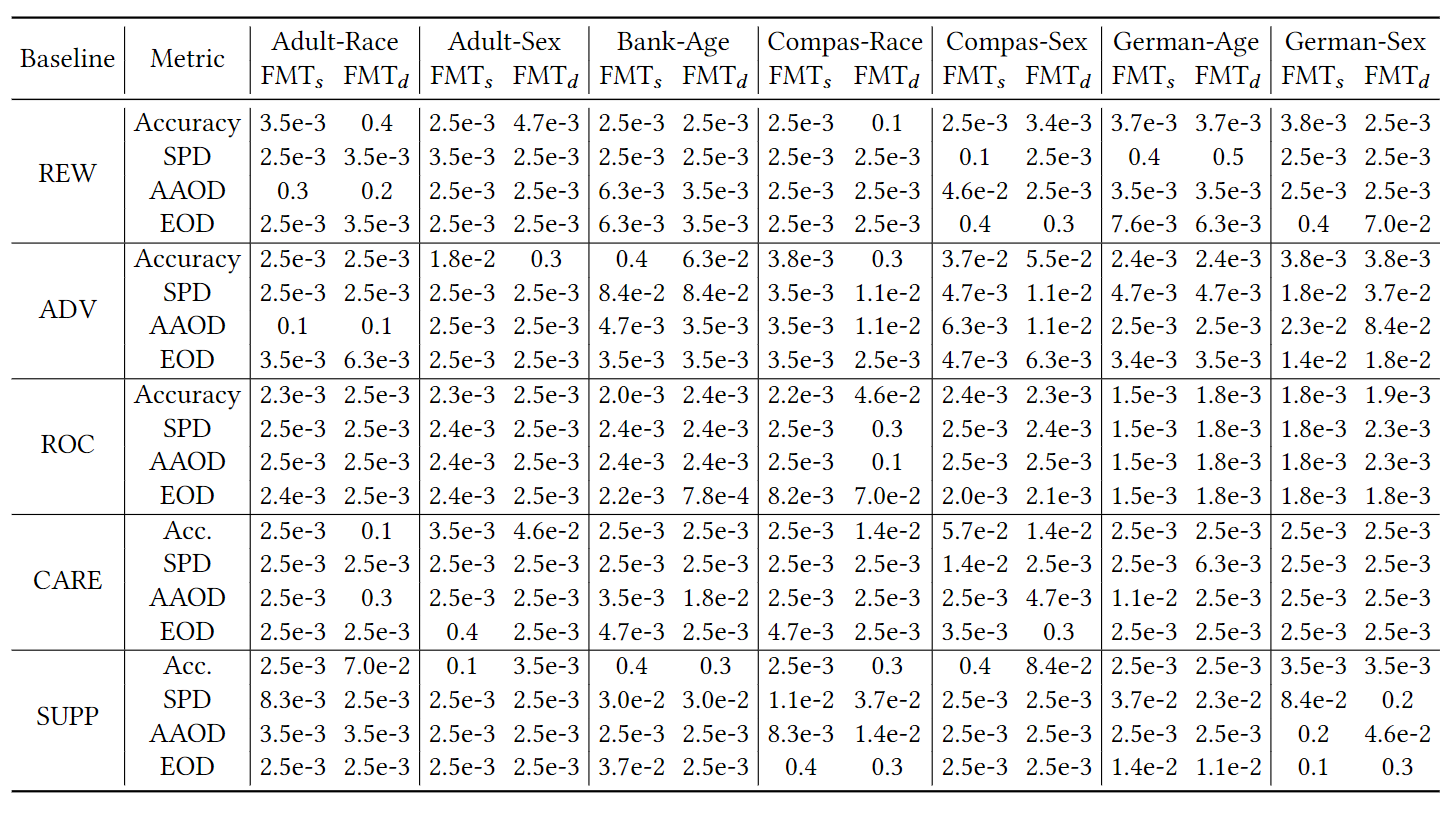 Baseline Metric Adult-Race Adult-Sex Bank-Age Compas-Race Compas-Sex German-Age German-Sex
FMTs FMTd FMTs FMTd FMTs FMTd FMTs FMTd FMTs FMTd FMTs FMTd FMTs FMTd
REW
Accuracy 3.5e-3 0.4 2.5e-3 4.7e-3 2.5e-3 2.5e-3 2.5e-3 0.1 2.5e-3 3.4e-3 3.7e-3 3.7e-3 3.8e-3 2.5e-3
SPD 2.5e-3 3.5e-3 3.5e-3 2.5e-3 2.5e-3 2.5e-3 2.5e-3 2.5e-3 0.1 2.5e-3 0.4 0.5 2.5e-3 2.5e-3
AAOD 0.3 0.2 2.5e-3 2.5e-3 6.3e-3 3.5e-3 2.5e-3 2.5e-3 4.6e-2 2.5e-3 3.5e-3 3.5e-3 2.5e-3 2.5e-3
EOD 2.5e-3 3.5e-3 2.5e-3 2.5e-3 6.3e-3 3.5e-3 2.5e-3 2.5e-3 0.4 0.3 7.6e-3 6.3e-3 0.4 7.0e-2
ADV
Accuracy 2.5e-3 2.5e-3 1.8e-2 0.3 0.4 6.3e-2 3.8e-3 0.3 3.7e-2 5.5e-2 2.4e-3 2.4e-3 3.8e-3 3.8e-3
SPD 2.5e-3 2.5e-3 2.5e-3 2.5e-3 8.4e-2 8.4e-2 3.5e-3 1.1e-2 4.7e-3 1.1e-2 4.7e-3 4.7e-3 1.8e-2 3.7e-2
AAOD 0.1 0.1 2.5e-3 2.5e-3 4.7e-3 3.5e-3 3.5e-3 1.1e-2 6.3e-3 1.1e-2 2.5e-3 2.5e-3 2.3e-2 8.4e-2
EOD 3.5e-3 6.3e-3 2.5e-3 2.5e-3 3.5e-3 3.5e-3 3.5e-3 2.5e-3 4.7e-3 6.3e-3 3.4e-3 3.5e-3 1.4e-2 1.8e-2
ROC
Accuracy 2.3e-3 2.5e-3 2.3e-3 2.5e-3 2.0e-3 2.4e-3 2.2e-3 4.6e-2 2.4e-3 2.3e-3 1.5e-3 1.8e-3 1.8e-3 1.9e-3
SPD 2.5e-3 2.5e-3 2.4e-3 2.5e-3 2.4e-3 2.4e-3 2.5e-3 0.3 2.5e-3 2.4e-3 1.5e-3 1.8e-3 1.8e-3 2.3e-3
AAOD 2.5e-3 2.5e-3 2.4e-3 2.5e-3 2.4e-3 2.4e-3 2.5e-3 0.1 2.5e-3 2.5e-3 1.5e-3 1.8e-3 1.8e-3 2.3e-3
EOD 2.4e-3 2.5e-3 2.4e-3 2.5e-3 2.2e-3 7.8e-4 8.2e-3 7.0e-2 2.0e-3 2.1e-3 1.5e-3 1.8e-3 1.8e-3 1.8e-3
CARE
Acc. 2.5e-3 0.1 3.5e-3 4.6e-2 2.5e-3 2.5e-3 2.5e-3 1.4e-2 5.7e-2 1.4e-2 2.5e-3 2.5e-3 2.5e-3 2.5e-3
SPD 2.5e-3 2.5e-3 2.5e-3 2.5e-3 2.5e-3 2.5e-3 2.5e-3 2.5e-3 1.4e-2 2.5e-3 2.5e-3 6.3e-3 2.5e-3 2.5e-3
AAOD 2.5e-3 0.3 2.5e-3 2.5e-3 3.5e-3 1.8e-2 2.5e-3 2.5e-3 2.5e-3 4.7e-3 1.1e-2 2.5e-3 2.5e-3 2.5e-3
EOD 2.5e-3 2.5e-3 0.4 2.5e-3 4.7e-3 2.5e-3 4.7e-3 2.5e-3 3.5e-3 0.3 2.5e-3 2.5e-3 2.5e-3 2.5e-3
SUPP
Acc. 2.5e-3 7.0e-2 0.1 3.5e-3 0.4 0.3 2.5e-3 0.3 0.4 8.4e-2 2.5e-3 2.5e-3 3.5e-3 3.5e-3
SPD 8.3e-3 2.5e-3 2.5e-3 2.5e-3 3.0e-2 3.0e-2 1.1e-2 3.7e-2 2.5e-3 2.5e-3 3.7e-2 2.3e-2 8.4e-2 0.2
AAOD 3.5e-3 3.5e-3 2.5e-3 2.5e-3 2.5e-3 2.5e-3 8.3e-3 1.4e-2 2.5e-3 2.5e-3 2.5e-3 2.5e-3 0.2 4.6e-2
EOD 2.5e-3 2.5e-3 2.5e-3 2.5e-3 3.7e-2 2.5e-3 0.4 0.3 2.5e-3 2.5e-3 1.4e-2 1.1e-2 0.1 0.3